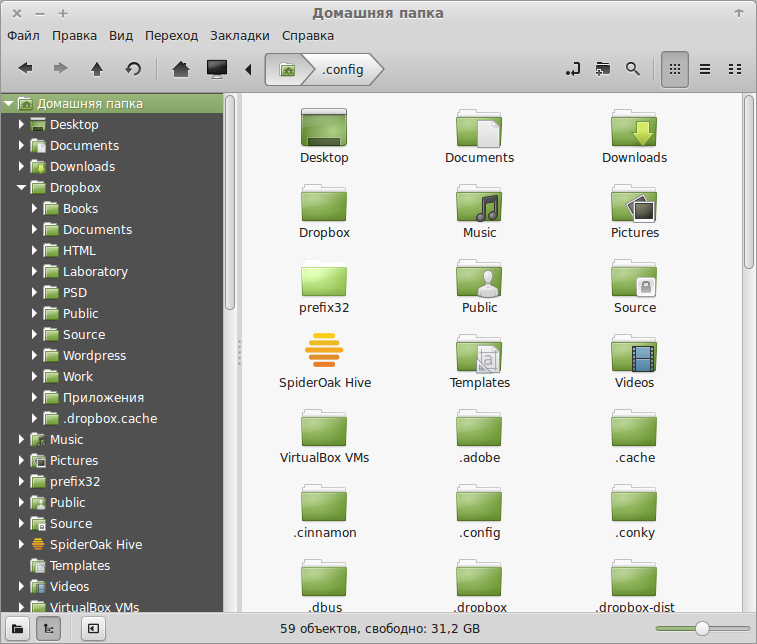 Домашняя папка
Файл Правка Вид Переход Закладки Справка
.config
Домашняя папка
Desktop
Documents
Downloads
Dropbox
Books
Documents
HTML
Laboratory
PSD
Public
Source
Wordpress
Work
Приложения
.dropbox.cache
Music
Pictures
prefix32
Public
Source
SpiderOak Hive
Templates
Videos
VirtualBox VMs
Desktop Documents Downloads
Dropbox Music Pictures
prefix32 Public Source
SpiderOak Hive Templates Videos
VirtualBox VMs .adobe .cache
.cinnamon .config .conky
.dbus .dropbox .dropbox-dist
59 объектов, свободно: 31,2 GB